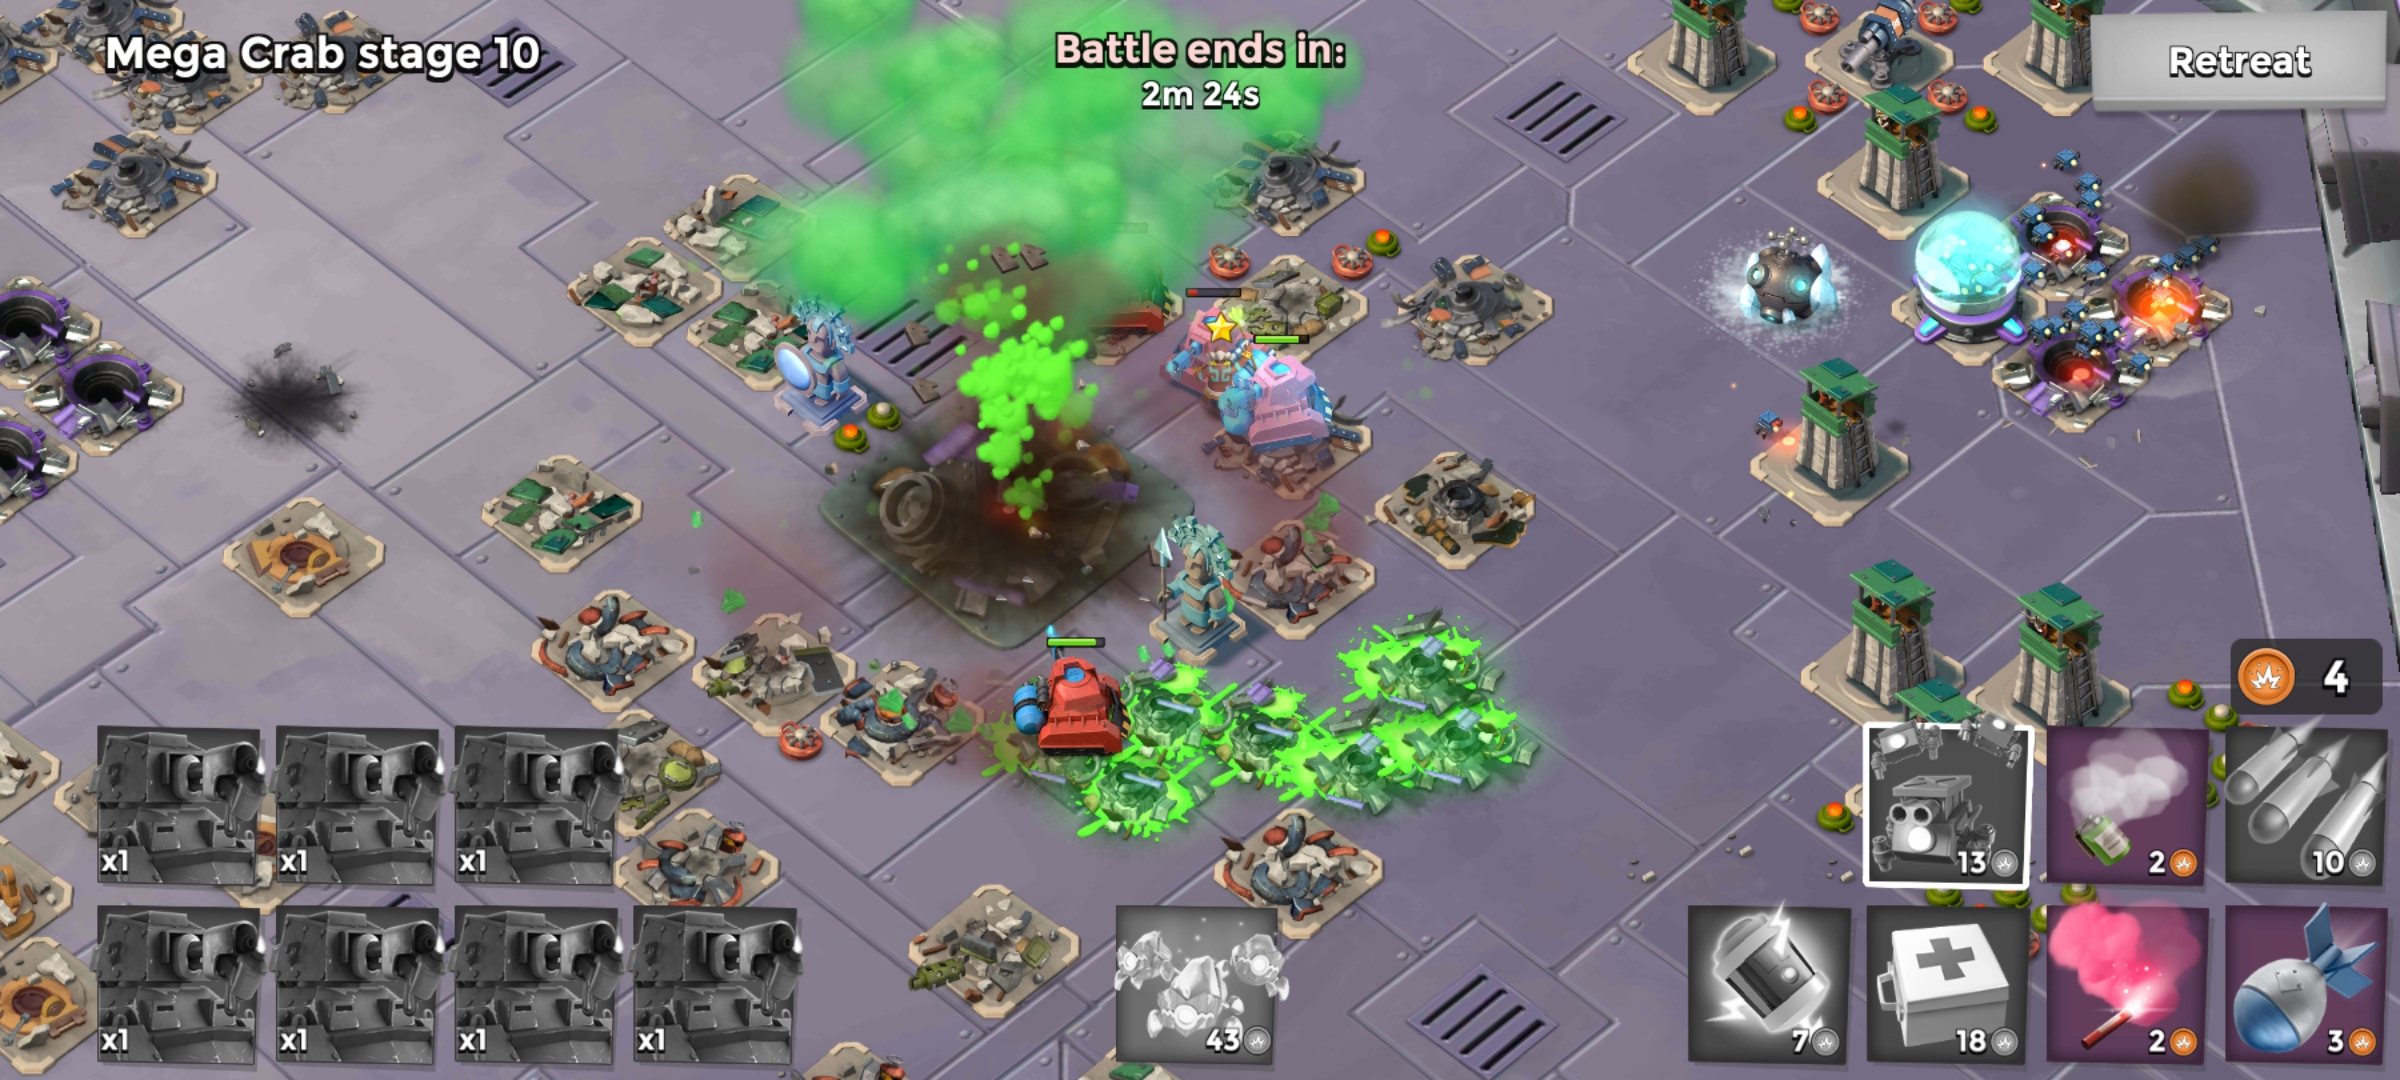 Mega Crab stage 10
Battle ends in:
2m 24s
Retreat
4
x1
x1
x1
13
2
10
x1
x1
x1
x1
43
7
18
2
3